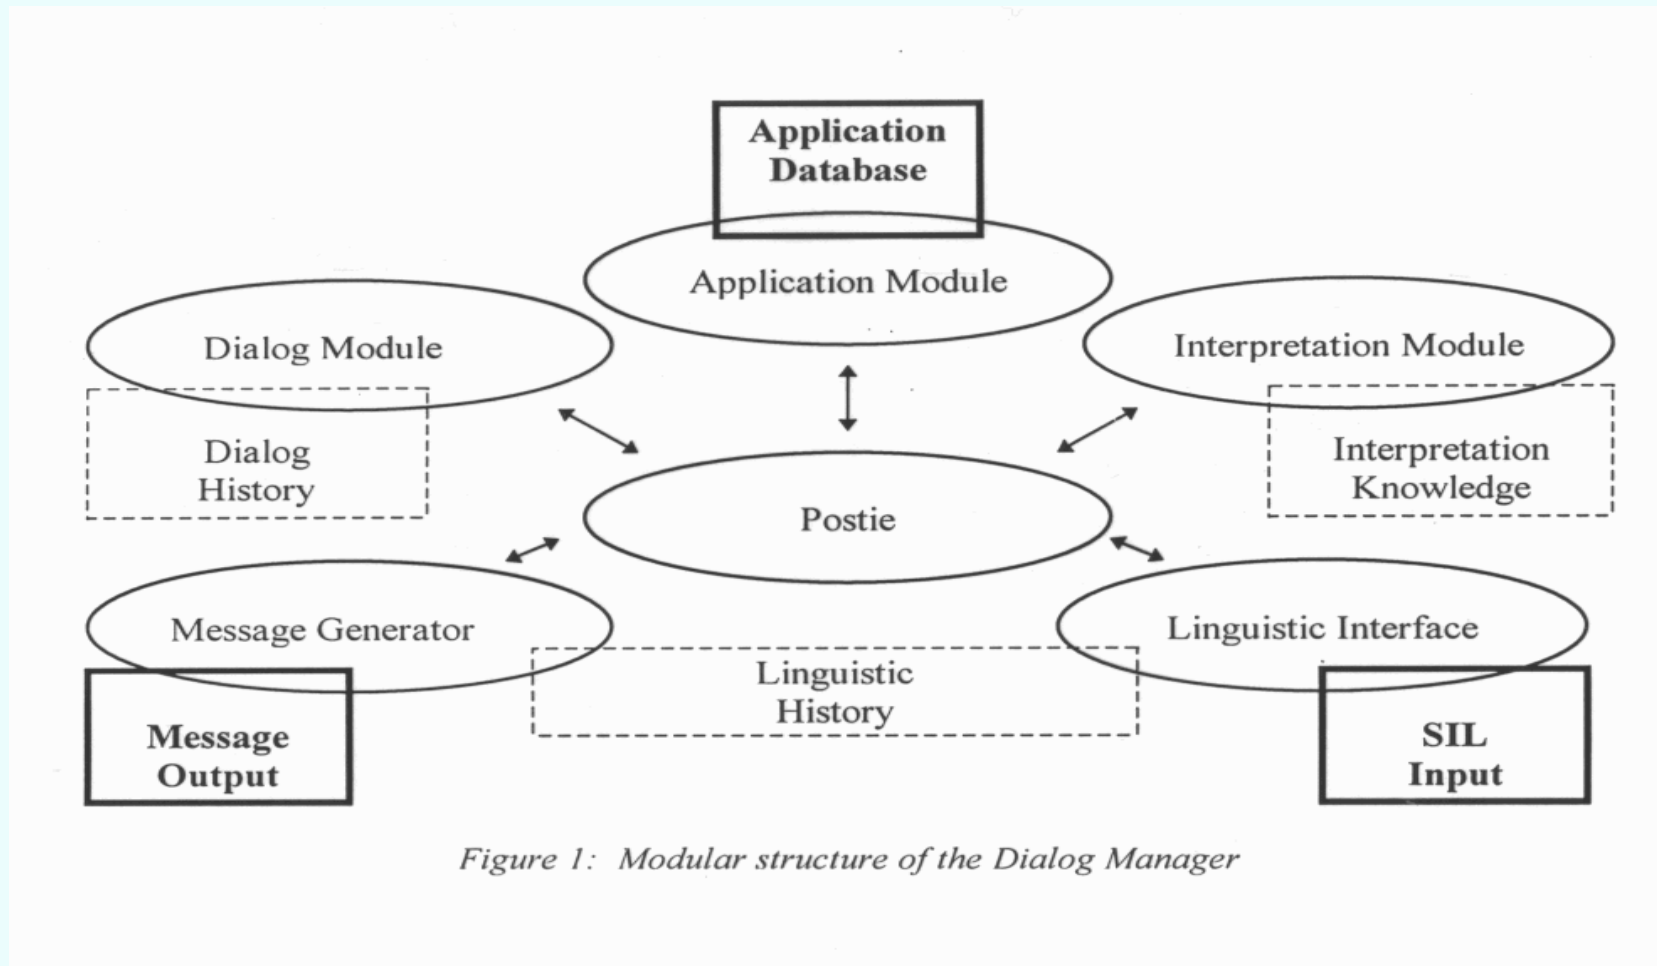 Application
Database
Application Module
Dialog Module
Interpretation Module
Dialog
History
Interpretation
Knowledge
Postie
Message Generator
Linguistic Interface
Linguistic
History
Message
Output
SIL
Input
Figure 1: Modular structure of the Dialog Manager